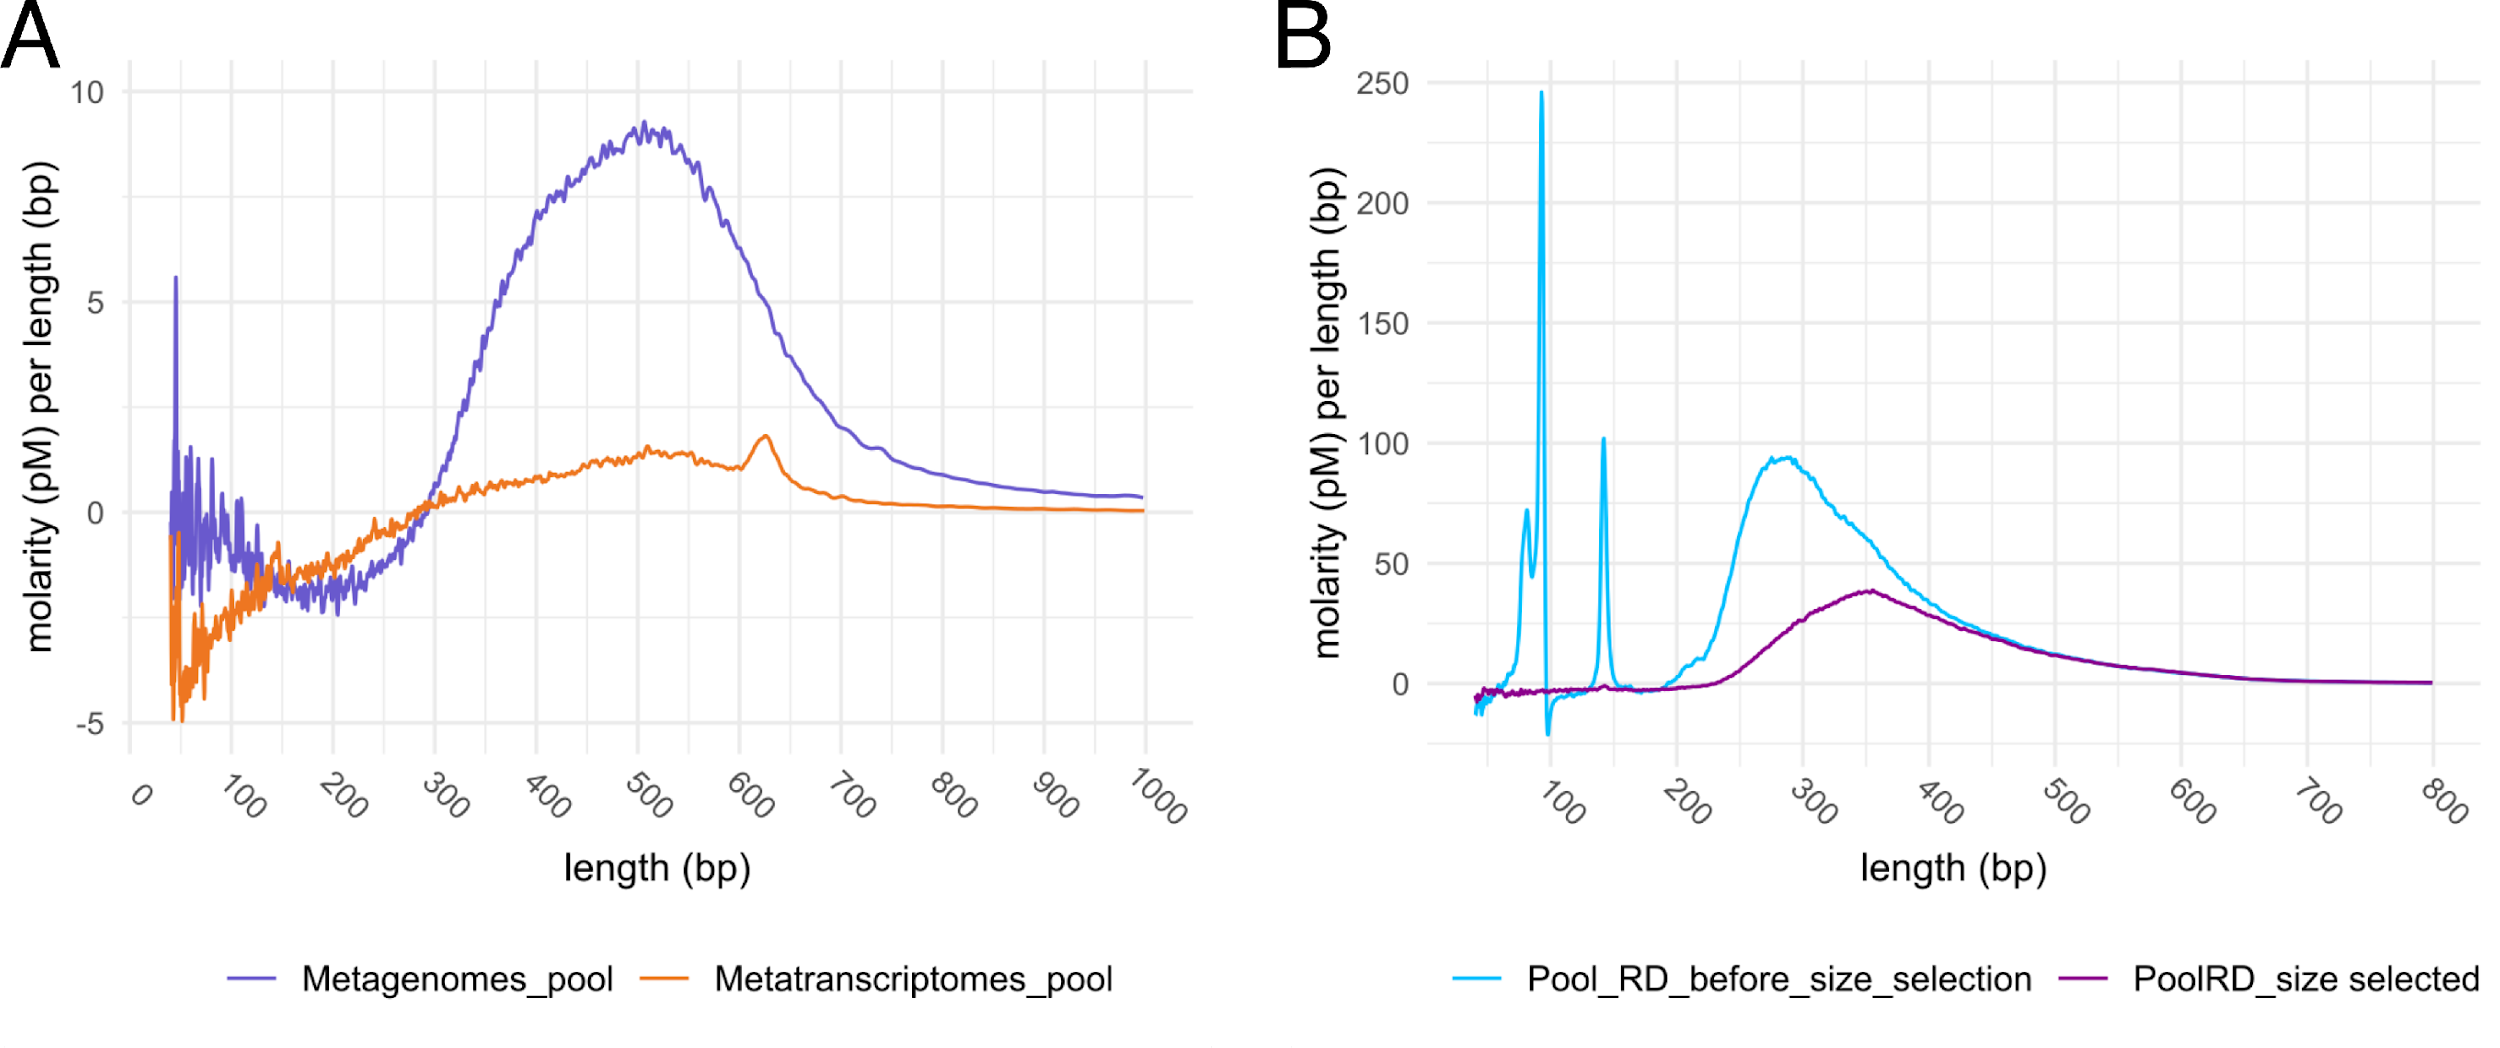 A
molarity (pM) per length (bp)
10
5
0
-5
0
100
200
300
400
500
600
700
800
900
1000
length (bp)
Metagenomes_pool
Metatranscriptomes_pool
B
molarity (pM) per length (bp)
250
200
150
100
50
0
100
200
300
400
500
600
700
800
length (bp)
Pool_RD_before_size_selection
PoolRD_size selected